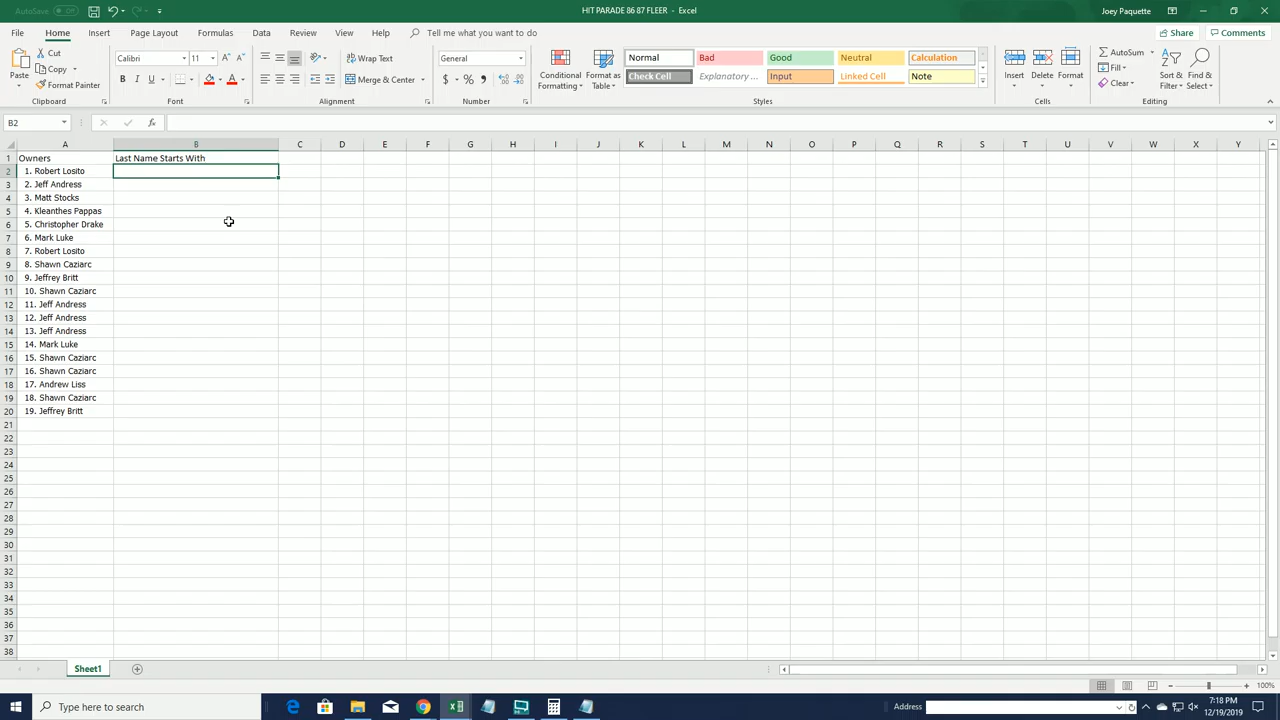 AutoSave Off
HIT PARADE 86 87 FLEER - Excel
Joey Paquette
File Home Insert Page Layout Formulas Data Review View Help Tell me what you want to do
Share Comments
Paste
Cut
Copy
Format Painter
Clipboard
Calibri 11
B I U
Font
Wrap Text
Merge & Center
Alignment
General
$ % 9
Number
Conditional Formatting
Format as Table
Normal Bad Good Neutral Calculation
Check Cell Explanatory ... Input Linked Cell Note
Styles
Insert Delete Format
Cells
AutoSum
Fill
Clear
Sort & Filter
Find & Select
Editing
B2 fx
A B C D E F G H I J K L M N O P Q R S T U V W X Y
1 Owners Last Name Starts With
2 1. Robert Losito
3 2. Jeff Andress
4 3. Matt Stocks
5 4. Kleanthes Pappas
6 5. Christopher Drake
7 6. Mark Luke
8 7. Robert Losito
9 8. Shawn Caziarc
10 9. Jeffrey Britt
11 10. Shawn Caziarc
12 11. Jeff Andress
13 12. Jeff Andress
14 13. Jeff Andress
15 14. Mark Luke
16 15. Shawn Caziarc
17 16. Shawn Caziarc
18 17. Andrew Liss
19 18. Shawn Caziarc
20 19. Jeffrey Britt
21
22
23
24
25
26
27
28
29
30
31
32
33
34
35
36
37
38
Sheet1
100%
Type here to search
Address
7:18 PM
12/19/2019